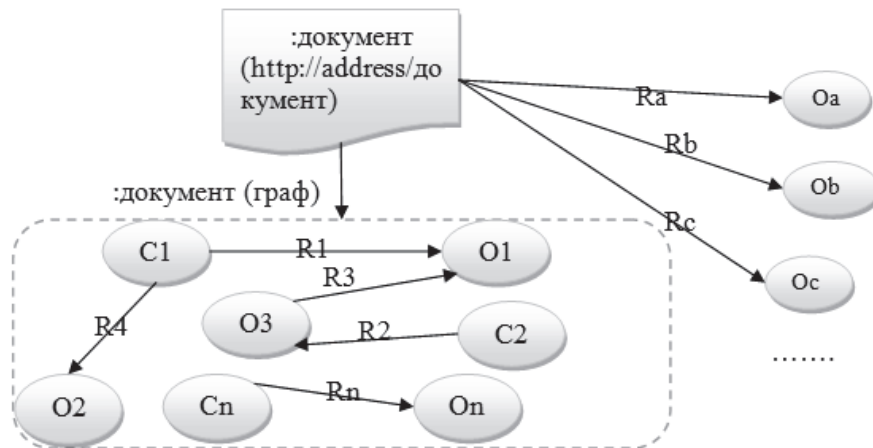 :документ
(http://address/до
кумент)
Ra
Oa
Rb
Ob
:документ (граф)
Rc
C1
R1
O1
Oc
R3
R4
O3
R2
C2
.......
O2
Cn
Rn
On